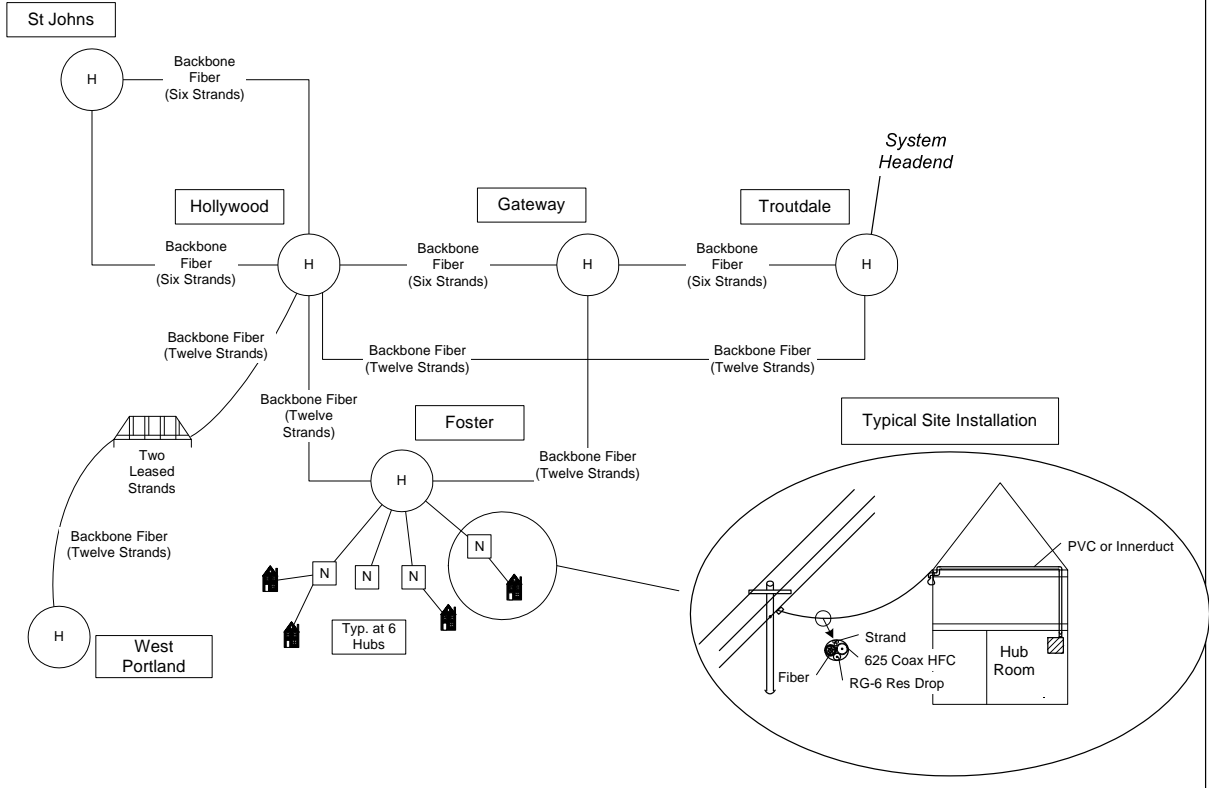 St Johns
H
Backbone
Fiber
(Six Strands)
System
Headend
Hollywood
Gateway
Troutdale
Backbone
Fiber
(Six Strands)
H
Backbone
Fiber
(Six Strands)
H
Backbone
Fiber
(Six Strands)
H
Backbone Fiber
(Twelve Strands)
Backbone Fiber
(Twelve Strands)
Backbone Fiber
(Twelve Strands)
Backbone Fiber
(Twelve
Strands)
Foster
Typical Site Installation
Two
Leased
Strands
H
Backbone Fiber
(Twelve Strands)
Backbone Fiber
(Twelve Strands)
N
N
N
N
PVC or Innerduct
H
West
Portland
Typ. at 6
Hubs
Strand
625 Coax HFC
Fiber
RG-6 Res Drop
Hub
Room